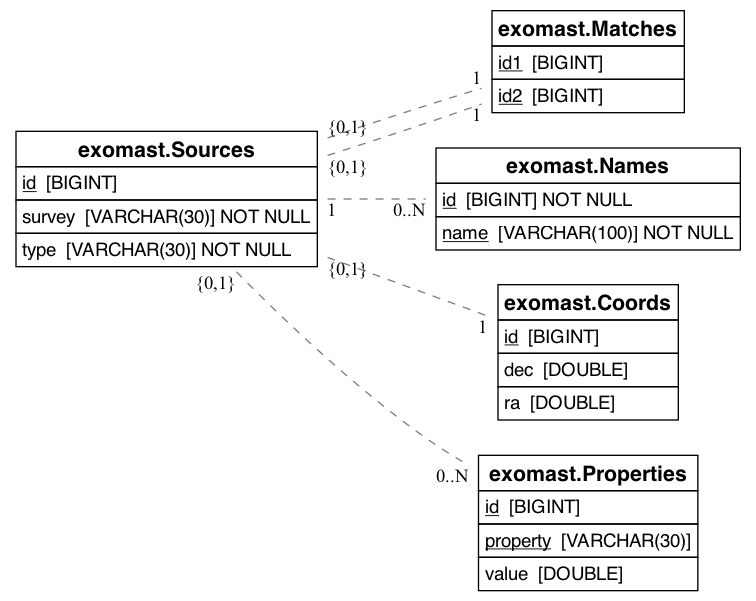 exomast.Matches
id1 [BIGINT]
id2 [BIGINT]
1
1
{0,1}
{0,1}
exomast.Sources
id [BIGINT]
survey [VARCHAR(30)] NOT NULL
type [VARCHAR(30)] NOT NULL
exomast.Names
id [BIGINT] NOT NULL
name [VARCHAR(100)] NOT NULL
1
0..N
{0,1}
{0,1}
1
exomast.Coords
id [BIGINT]
dec [DOUBLE]
ra [DOUBLE]
0..N
exomast.Properties
id [BIGINT]
property [VARCHAR(30)]
value [DOUBLE]